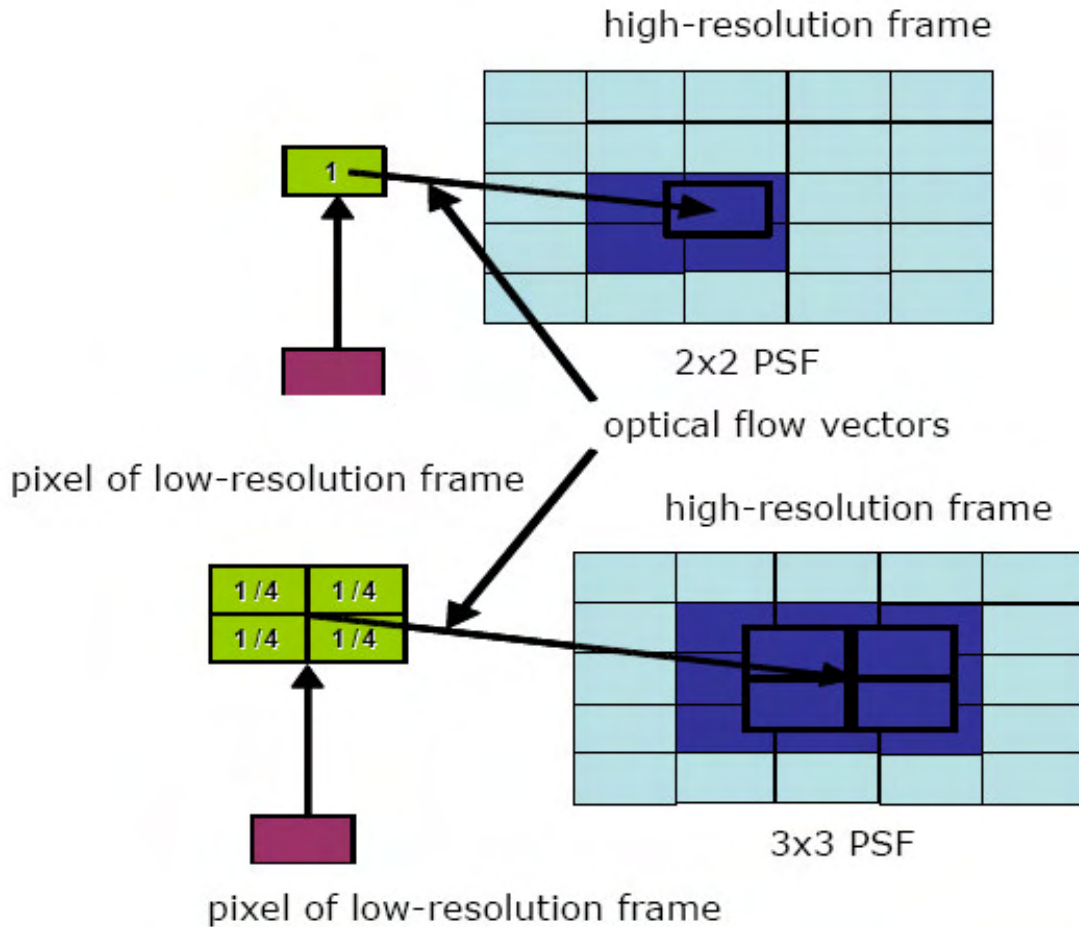 high-resolution frame
1
2x2 PSF
optical flow vectors
pixel of low-resolution frame
high-resolution frame
1/4 1/4
1/4 1/4
3x3 PSF
pixel of low-resolution frame